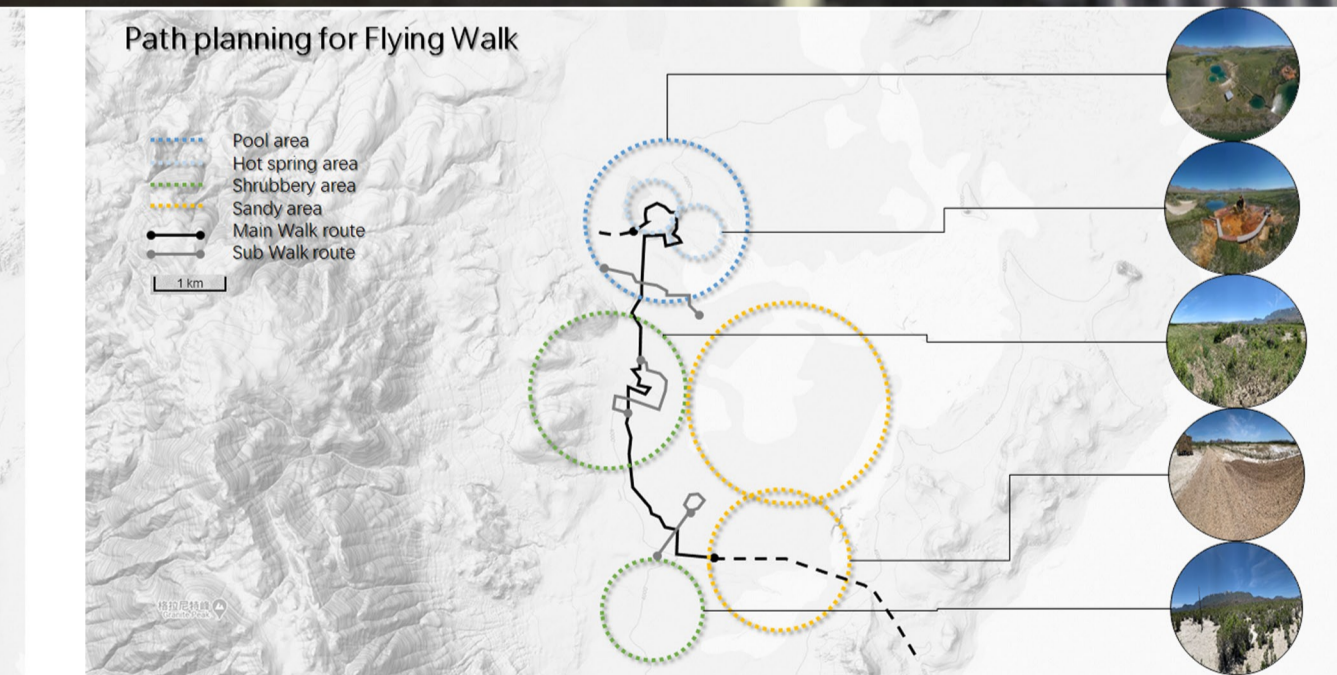 Path planning for Flying Walk
Pool area
Hot spring area
Shrubbery area
Sandy area
Main Walk route
Sub Walk route
1 km
格拉尼特峰
Granite Peak